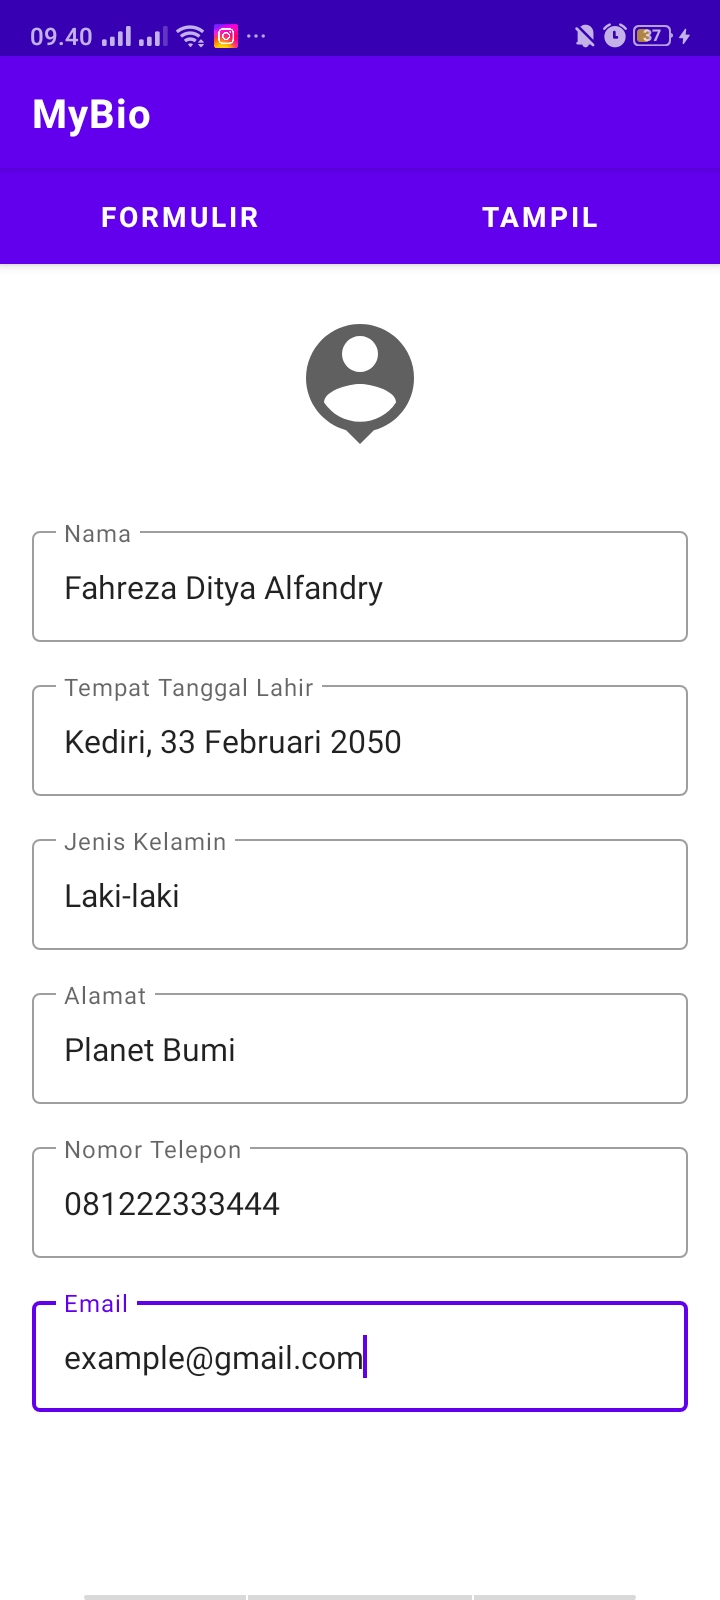 09.40
37
MyBio
FORMULIR TAMPIL
Nama
Fahreza Ditya Alfandry
Tempat Tanggal Lahir
Kediri, 33 Februari 2050
Jenis Kelamin
Laki-laki
Alamat
Planet Bumi
Nomor Telepon
081222333444
Email
example@gmail.com